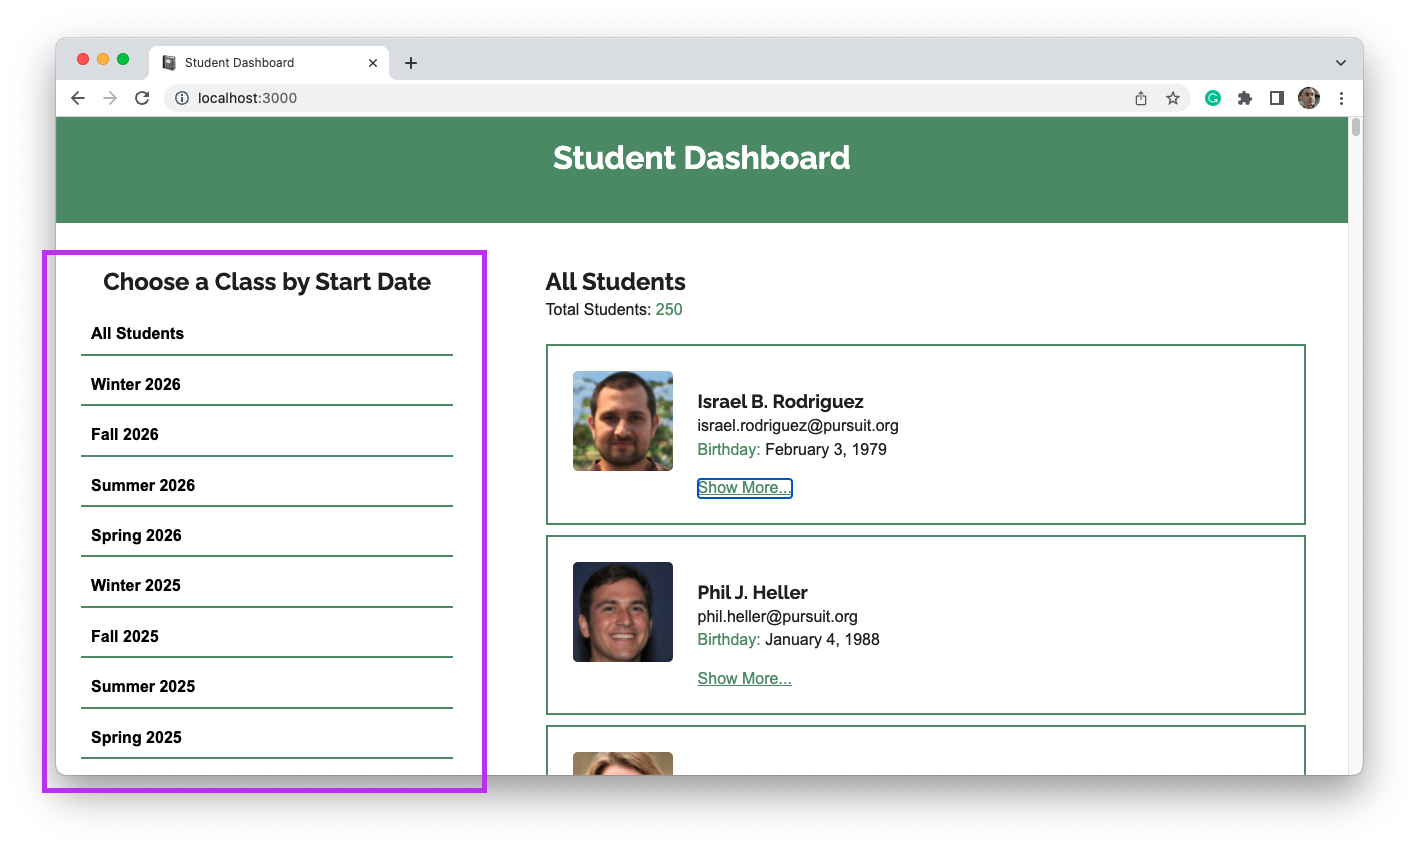 Student Dashboard
localhost:3000
Student Dashboard
Choose a Class by Start Date
All Students
Winter 2026
Fall 2026
Summer 2026
Spring 2026
Winter 2025
Fall 2025
Summer 2025
Spring 2025
All Students
Total Students: 250
Israel B. Rodriguez
israel.rodriguez@pursuit.org
Birthday: February 3, 1979
Show More...
Phil J. Heller
phil.heller@pursuit.org
Birthday: January 4, 1988
Show More...